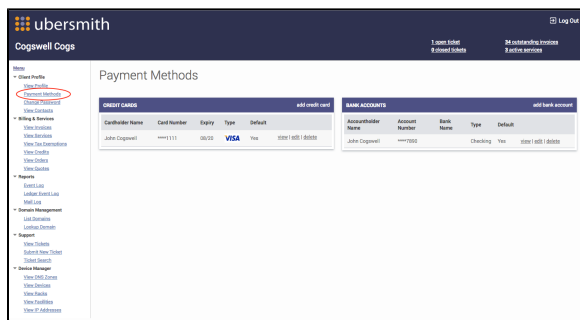 ubersmith
Log Out
Cogswell Cogs
1 open ticket
0 closed tickets
34 outstanding invoices
3 active services
Menu
Client Profile
View Profile
Payment Methods
Change Password
View Contacts
Billing & Services
View Invoices
View Services
View Tax Exemptions
View Credits
View Orders
View Quotes
Reports
Event Log
Ledger Event Log
Mail Log
Domain Management
List Domains
Lookup Domain
Support
View Tickets
Submit New Ticket
Ticket Search
Device Manager
View DNS Zones
View Devices
View Racks
View Facilities
View IP Addresses
Payment Methods
CREDIT CARDS add credit card
Cardholder Name Card Number Expiry Type Default
John Cogswell ****1111 08/20 VISA Yes view | edit | delete
BANK ACCOUNTS add bank account
Accountholder Name Account Number Bank Name Type Default
John Cogswell ****7890 Checking Yes view | edit | delete